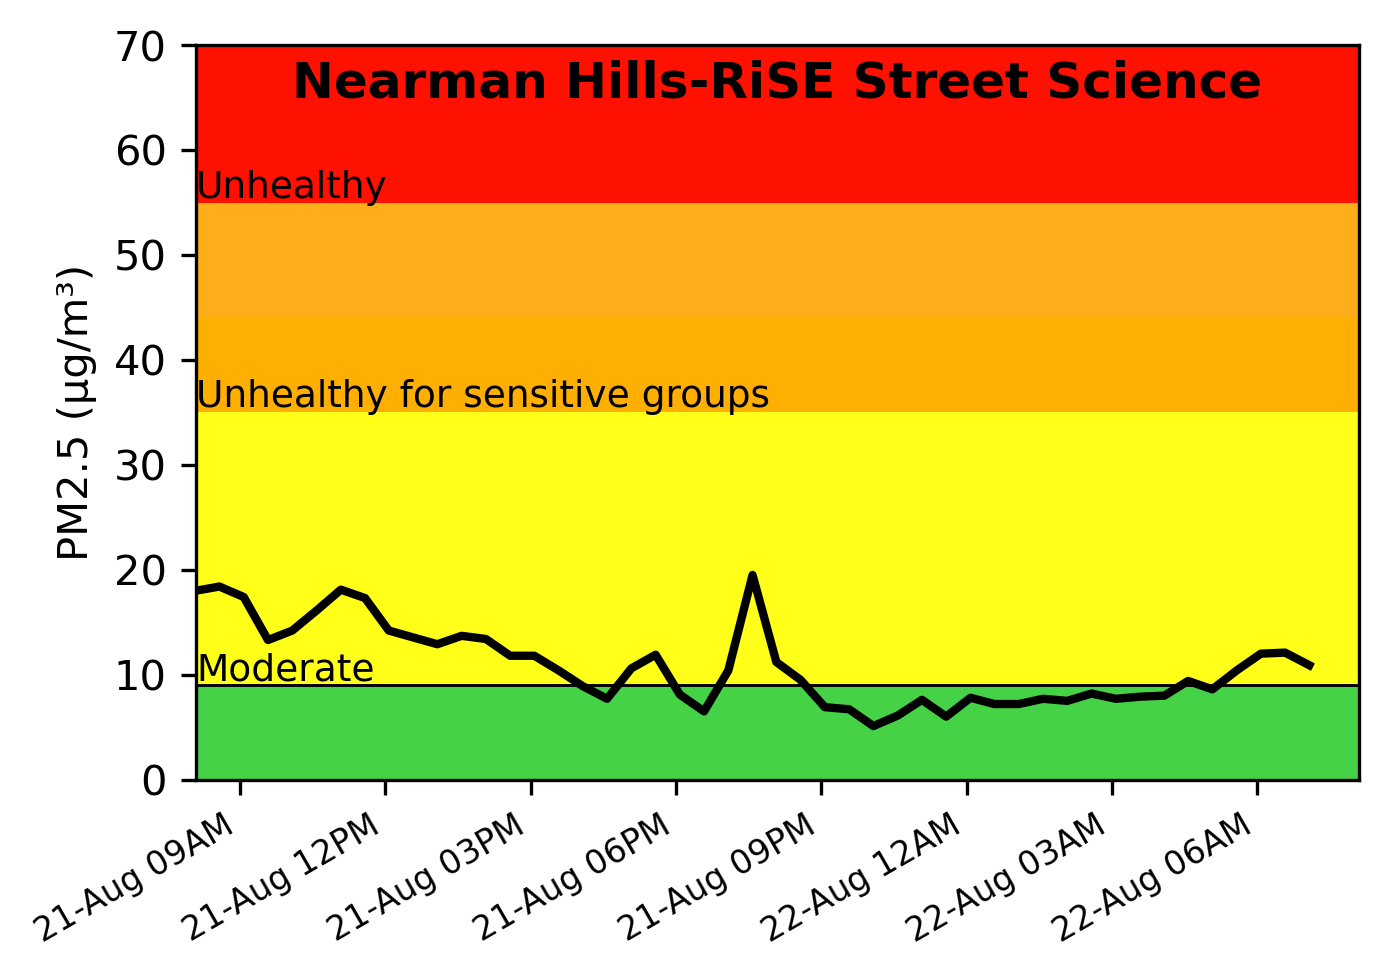 Nearman Hills-RiSE Street Science
PM2.5 (µg/m³)
70
60
50
40
30
20
10
0
Unhealthy
Unhealthy for sensitive groups
Moderate
21-Aug 09AM
21-Aug 12PM
21-Aug 03PM
21-Aug 06PM
21-Aug 09PM
22-Aug 12AM
22-Aug 03AM
22-Aug 06AM